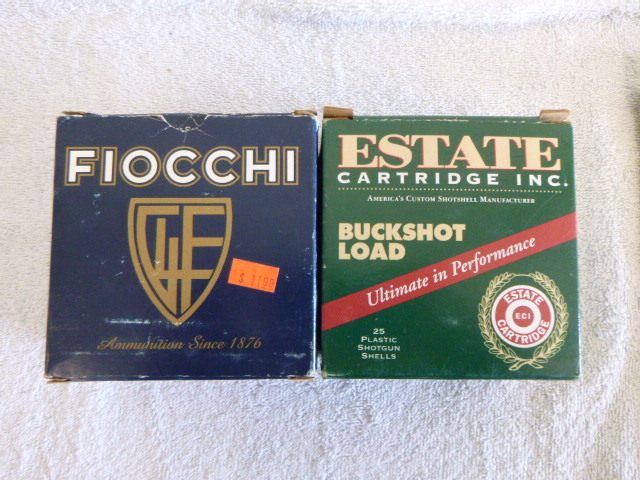 FIOCCHI
GFL
$ 11.99
Ammunition Since 1876
ESTATE
CARTRIDGE INC.
AMERICA'S CUSTOM SHOTSHELL MANUFACTURER
BUCKSHOT
LOAD
Ultimate in Performance
25
PLASTIC
SHOTGUN
SHELLS
ESTATE
ECI
CARTRIDGE